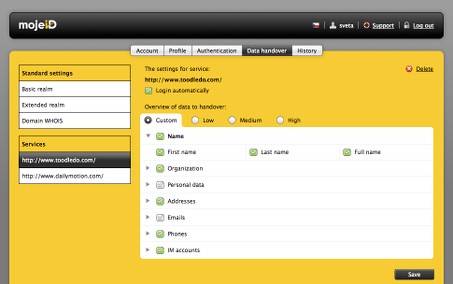 mojeiD
sveta
Support
Log out
Account
Profile
Authentication
Data handover
History
Standard settings
Basic realm
Extended realm
Domain WHOIS
Services
http://www.toodledo.com/
http://www.dailymotion.com/
The settings for service:
Delete
http://www.toodledo.com/
Login automatically
Overview of data to handover:
Custom
Low
Medium
High
Name
First name
Last name
Full name
Organization
Personal data
Addresses
Emails
Phones
IM accounts
Save